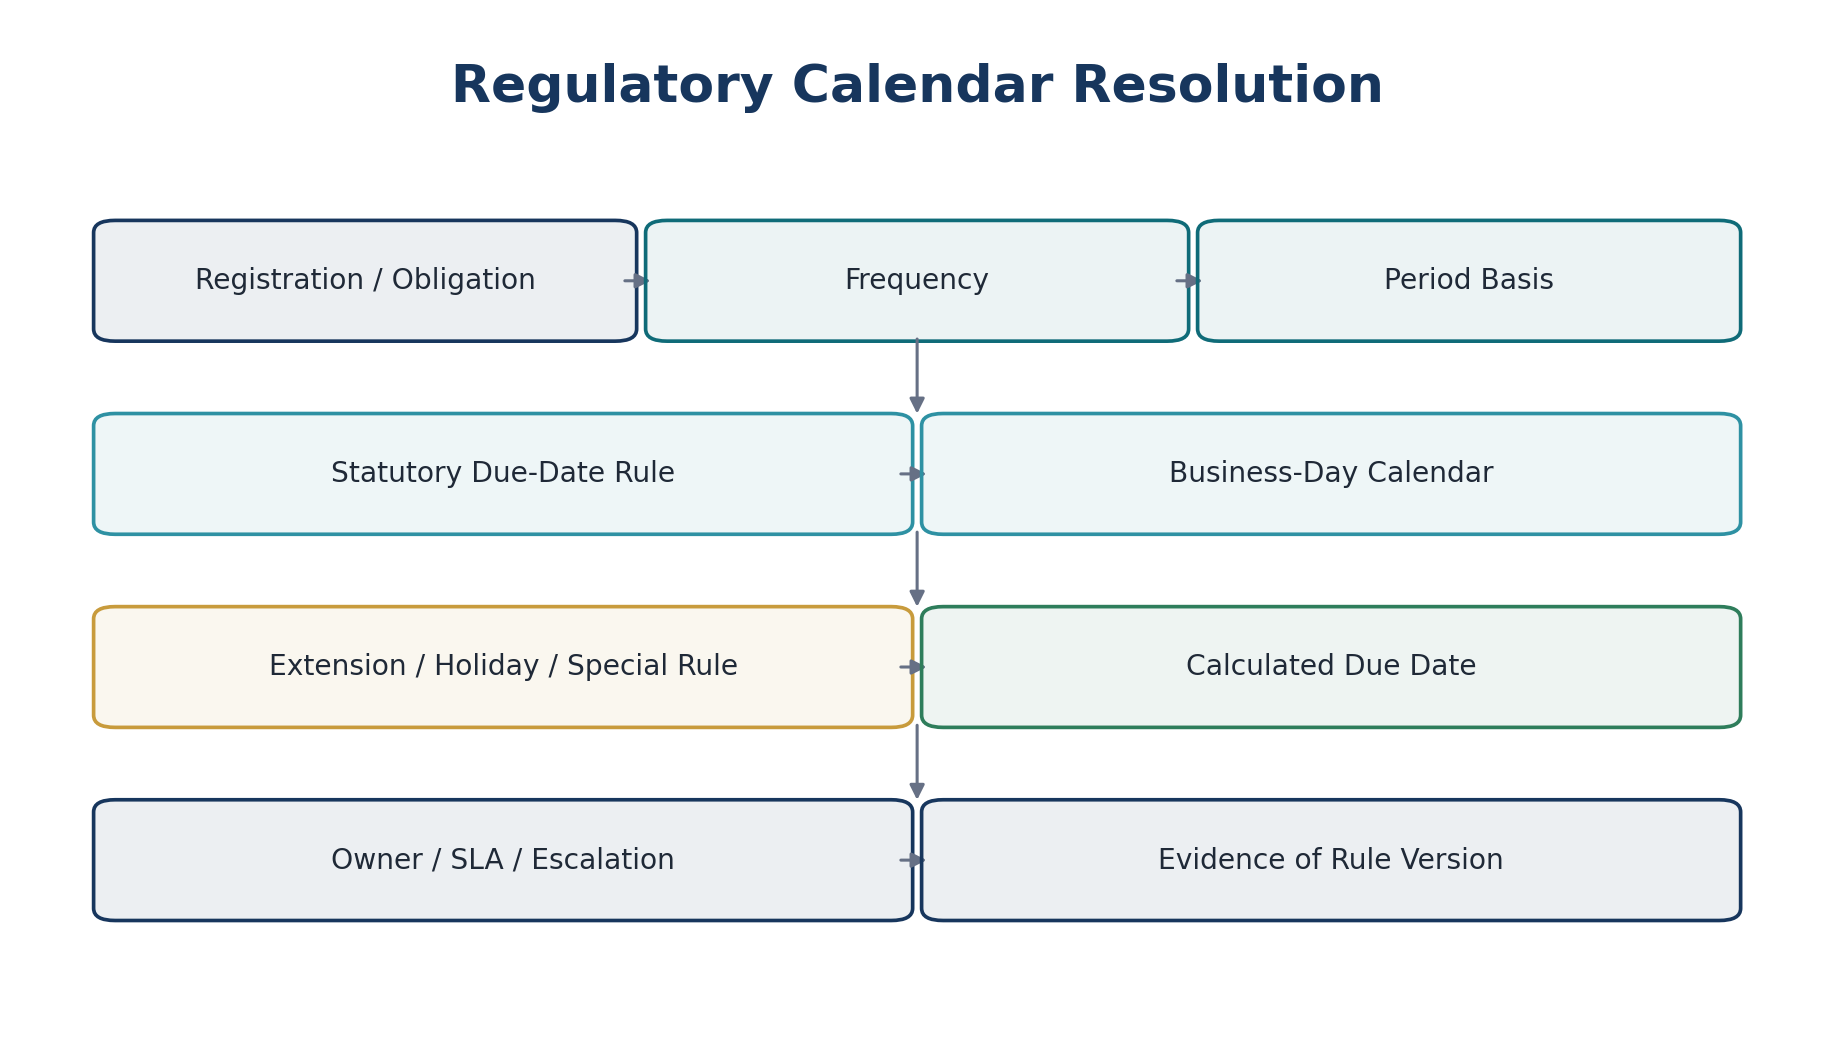 Regulatory Calendar Resolution
Registration / Obligation
Frequency
Period Basis
Statutory Due-Date Rule
Business-Day Calendar
Extension / Holiday / Special Rule
Calculated Due Date
Owner / SLA / Escalation
Evidence of Rule Version